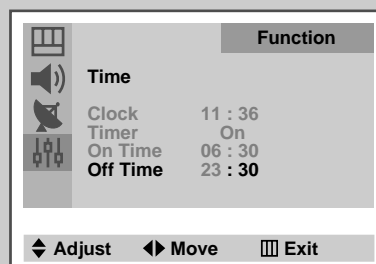 Function
Time
Clock 11 : 36
Timer On
On Time 06 : 30
Off Time 23 : 30
Adjust Move Exit